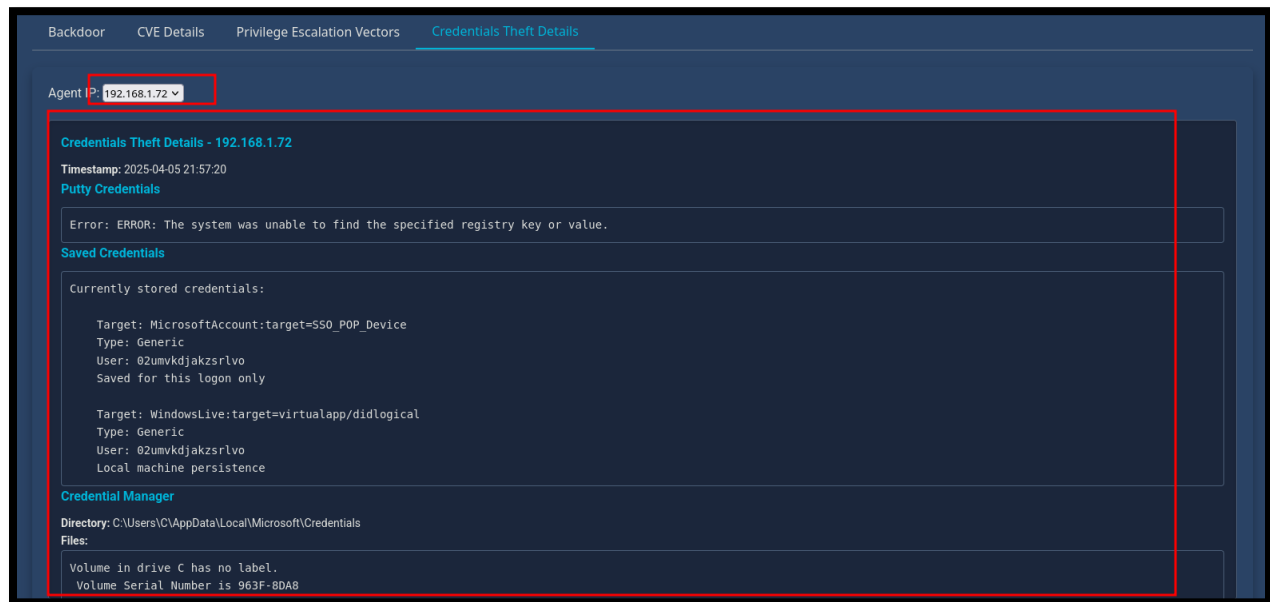 Backdoor CVE Details Privilege Escalation Vectors Credentials Theft Details
Agent IP: 192.168.1.72
Credentials Theft Details - 192.168.1.72
Timestamp: 2025-04-05 21:57:20
Putty Credentials
Error: ERROR: The system was unable to find the specified registry key or value.
Saved Credentials
Currently stored credentials:
Target: MicrosoftAccount:target=SSO_POP_Device
Type: Generic
User: 02umvkdjakzsrlvo
Saved for this logon only
Target: WindowsLive:target=virtualapp/didlogical
Type: Generic
User: 02umvkdjakzsrlvo
Local machine persistence
Credential Manager
Directory: C:\Users\C\AppData\Local\Microsoft\Credentials
Files:
Volume in drive C has no label.
Volume Serial Number is 963F-8DA8